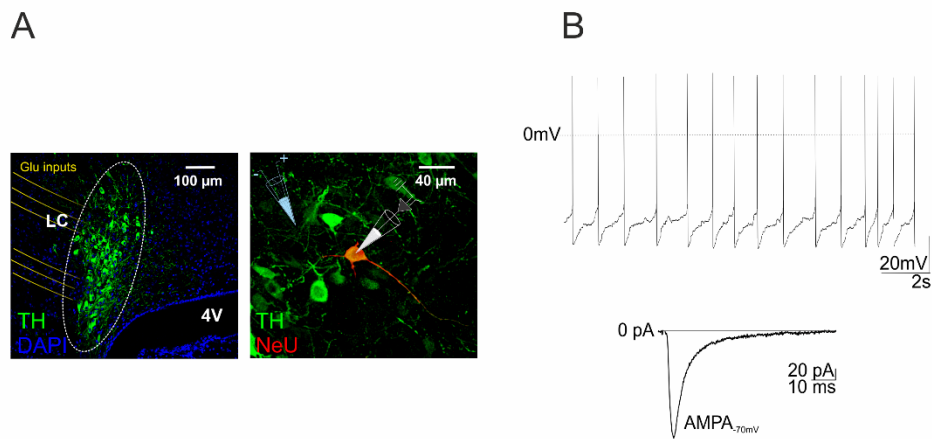 A
B
Glu inputs
100 µm
LC
4V
TH
DAPI
+
-
40 µm
TH
NeU
0mV
20mV
2s
0 pA
20 pA
10 ms
AMPA-70mV